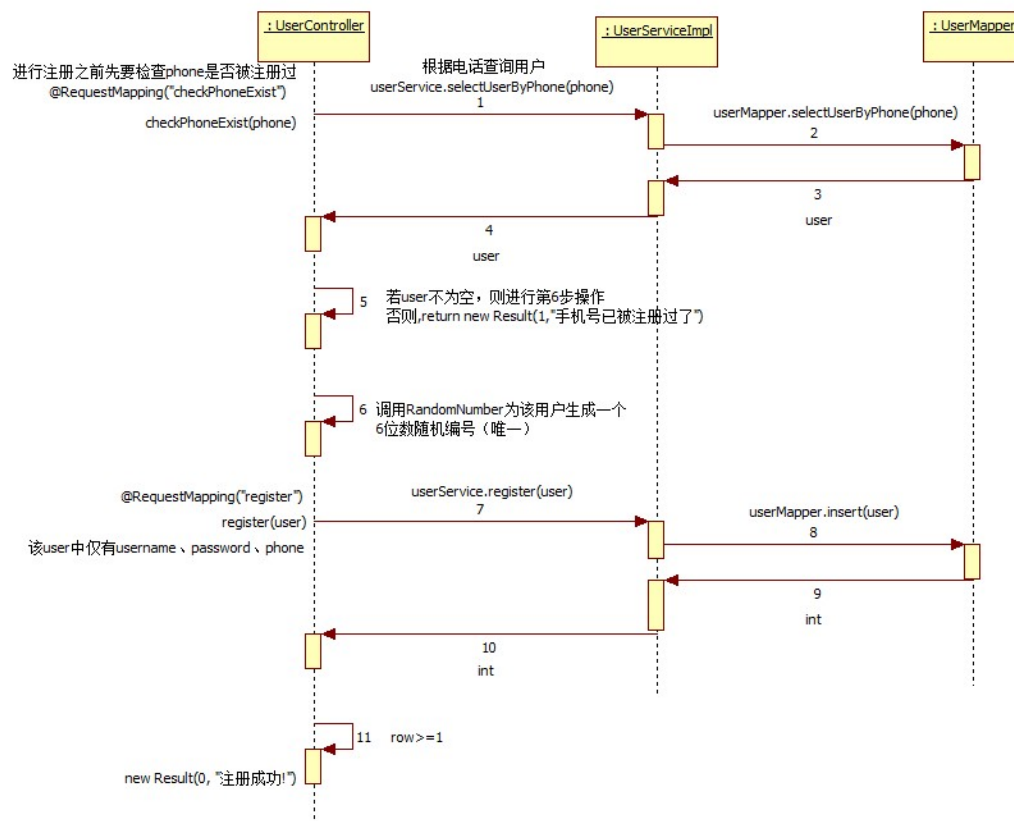 : UserController
: UserServiceImpl
: UserMapper
进行注册之前先要检查phone是否被注册过
@RequestMapping("checkPhoneExist")
checkPhoneExist(phone)
根据电话查询用户
userService.selectUserByPhone(phone)
1
userMapper.selectUserByPhone(phone)
2
3
user
4
user
5
若user不为空，则进行第6步操作
否则,return new Result(1,"手机号已被注册过了")
6
调用RandomNumber为该用户生成一个
6位数随机编号（唯一）
@RequestMapping("register")
register(user)
该user中仅有username、password、phone
userService.register(user)
7
userMapper.insert(user)
8
9
int
10
int
11
row>=1
new Result(0, "注册成功!")